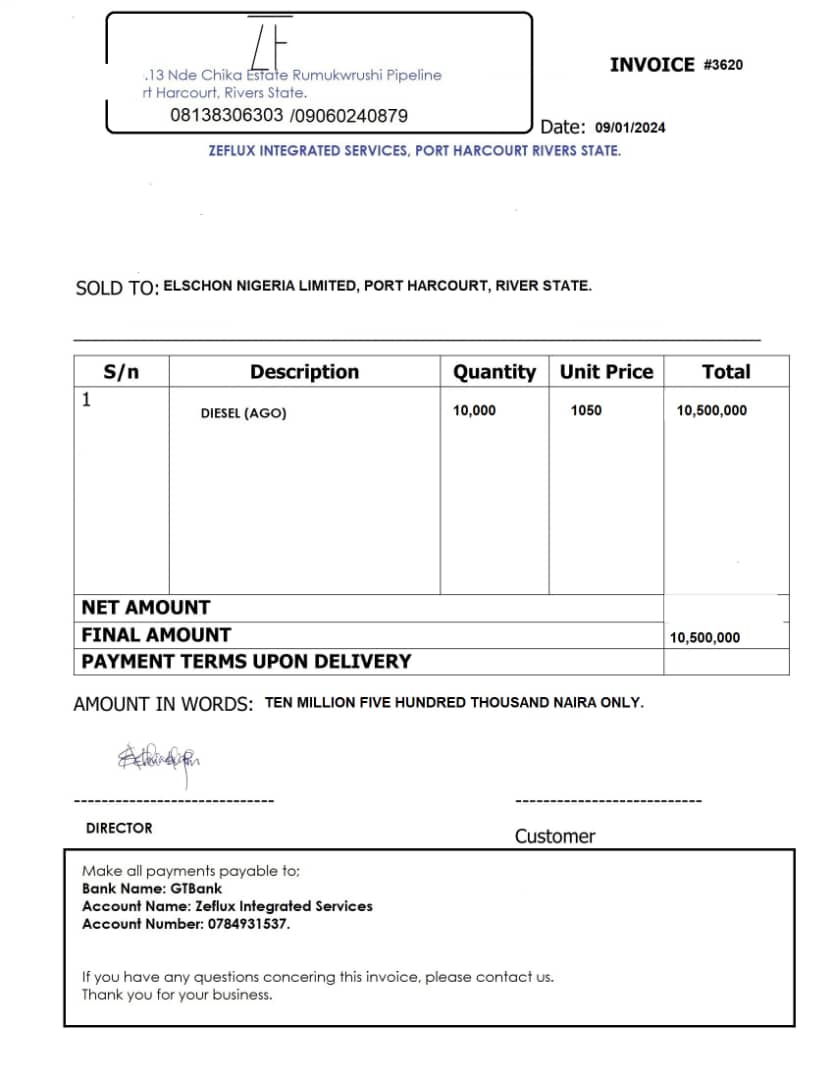 ZE
.13 Nde Chika Estate Rumukwrushi Pipeline
rt Harcourt, Rivers State.
08138306303 /09060240879
INVOICE #3620
Date: 09/01/2024
ZEFLUX INTEGRATED SERVICES, PORT HARCOURT RIVERS STATE.
SOLD TO: ELSCHON NIGERIA LIMITED, PORT HARCOURT, RIVER STATE.
S/n Description Quantity Unit Price Total
1 DIESEL (AGO) 10,000 1050 10,500,000
NET AMOUNT
FINAL AMOUNT 10,500,000
PAYMENT TERMS UPON DELIVERY
AMOUNT IN WORDS: TEN MILLION FIVE HUNDRED THOUSAND NAIRA ONLY.
DIRECTOR
Customer
Make all payments payable to;
Bank Name: GTBank
Account Name: Zeflux Integrated Services
Account Number: 0784931537.
If you have any questions concering this invoice, please contact us.
Thank you for your business.